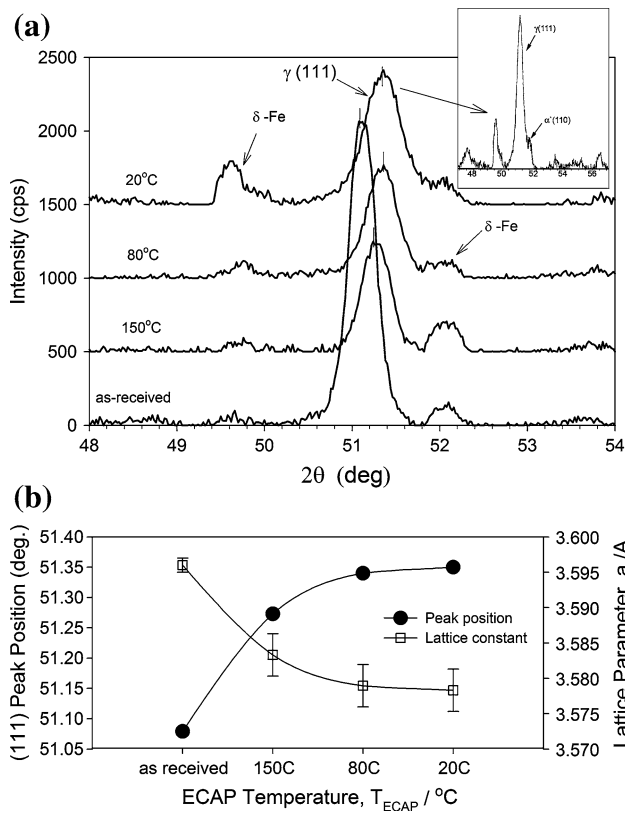 (a)
2500
2000
1500
1000
500
0
Intensity (cps)
48 49 50 51 52 53 54
2θ (deg)
20°C
80°C
150°C
as-received
δ -Fe
γ (111)
δ -Fe
γ(111)
α'(110)
48 50 52 54 56
(b)
51.40
51.35
51.30
51.25
51.20
51.15
51.10
51.05
(111) Peak Position (deg.)
3.600
3.595
3.590
3.585
3.580
3.575
3.570
Lattice Parameter, a /A
Peak position
Lattice constant
as received 150C 80C 20C
ECAP Temperature, T_ECAP / °C